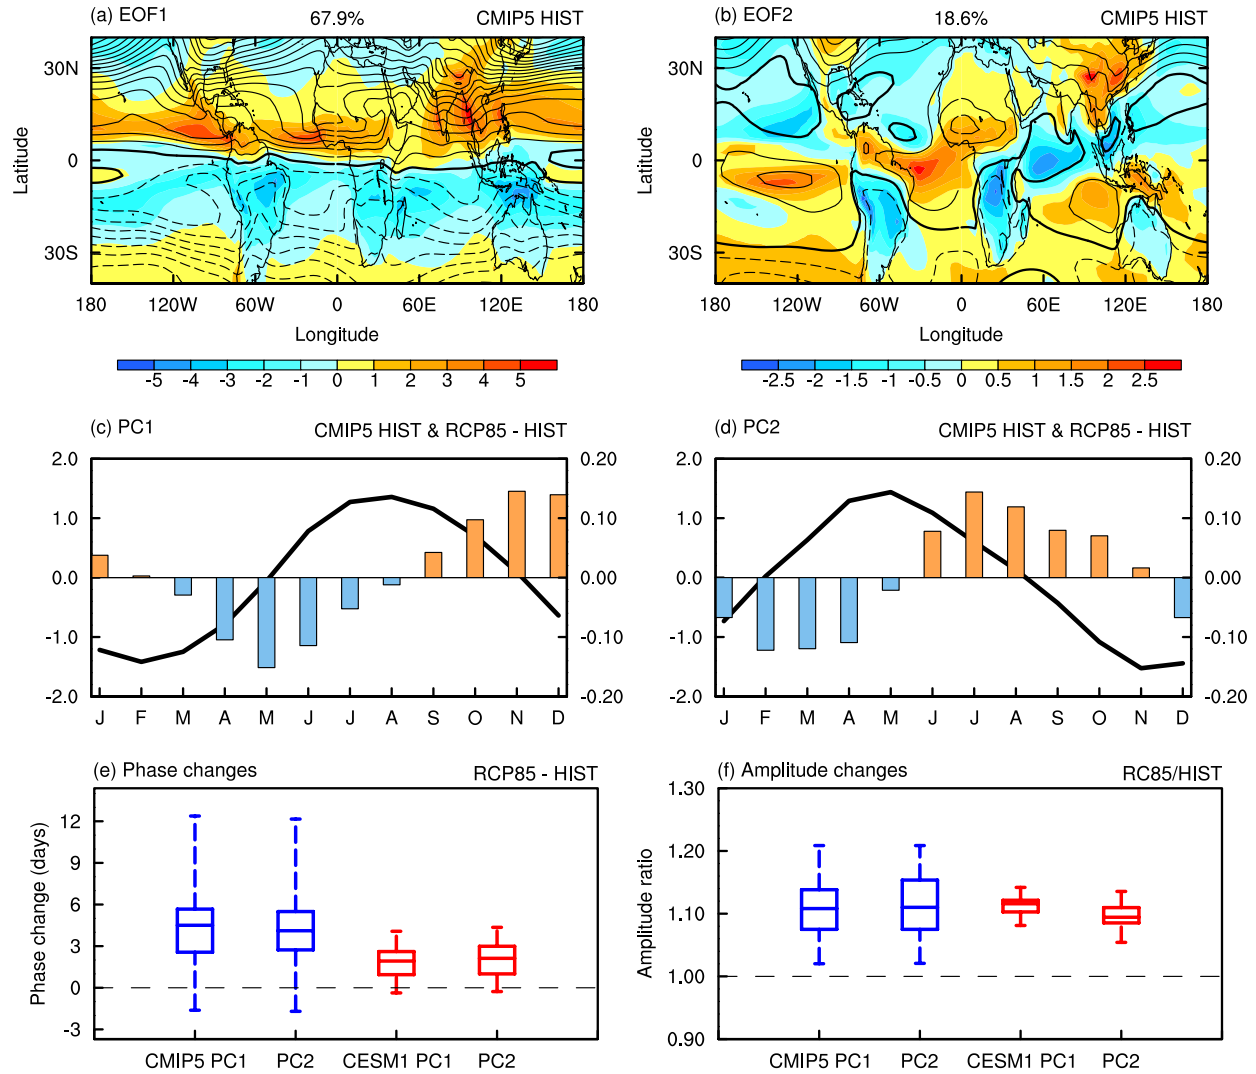 (a) EOF1 67.9% CMIP5 HIST
(b) EOF2 18.6% CMIP5 HIST
Latitude
30N
0
30S
180 120W 60W 0 60E 120E 180
Longitude
-5 -4 -3 -2 -1 0 1 2 3 4 5
Latitude
30N
0
30S
180 120W 60W 0 60E 120E 180
Longitude
-2.5 -2 -1.5 -1 -0.5 0 0.5 1 1.5 2 2.5
(c) PC1 CMIP5 HIST & RCP85 - HIST
2.0 0.20
1.0 0.10
0.0 0.00
-1.0 -0.10
-2.0 -0.20
J F M A M J J A S O N D
(d) PC2 CMIP5 HIST & RCP85 - HIST
2.0 0.20
1.0 0.10
0.0 0.00
-1.0 -0.10
-2.0 -0.20
J F M A M J J A S O N D
(e) Phase changes RCP85 - HIST
Phase change (days)
12
9
6
3
0
-3
CMIP5 PC1 PC2 CESM1 PC1 PC2
(f) Amplitude changes RC85/HIST
Amplitude ratio
1.30
1.20
1.10
1.00
0.90
CMIP5 PC1 PC2 CESM1 PC1 PC2